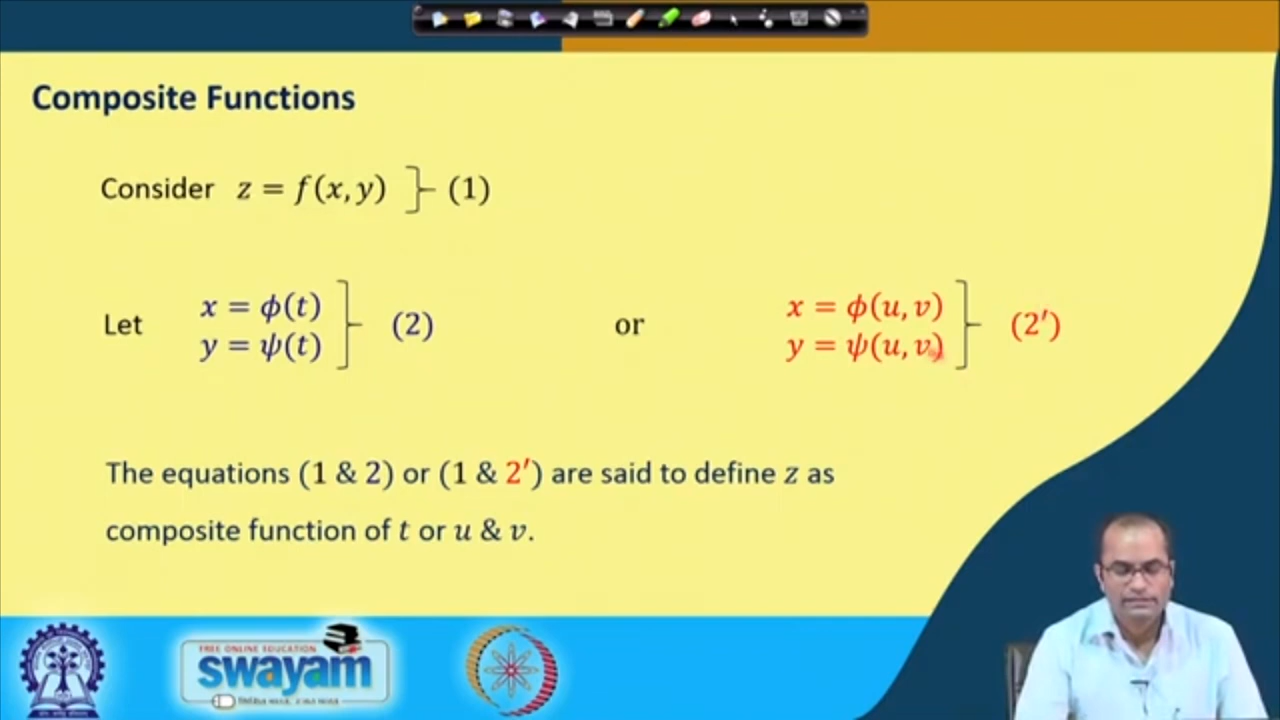 Composite Functions
Consider z = f(x, y) } (1)
Let x = ϕ(t)
y = ψ(t) } (2)
or
x = ϕ(u, v)
y = ψ(u, v) } (2′)
The equations (1 & 2) or (1 & 2′) are said to define z as
composite function of t or u & v.
FREE ONLINE EDUCATION
swayam